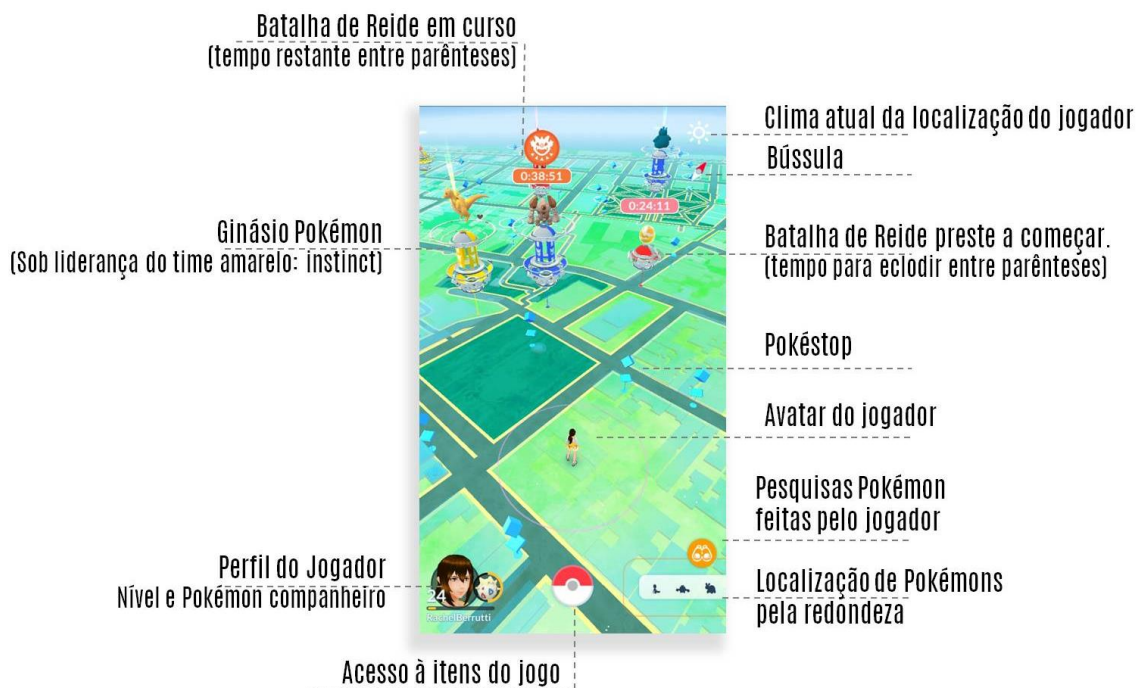 Batalha de Reide em curso
(tempo restante entre parênteses)
Clima atual da localização do jogador
Bússula
0:38:51
0:24:11
Ginásio Pokémon
(Sob liderança do time amarelo: instinct)
Batalha de Reide preste a começar.
(tempo para eclodir entre parênteses)
Pokéstop
Avatar do jogador
Pesquisas Pokémon
feitas pelo jogador
Perfil do Jogador
Nível e Pokémon companheiro
24
RachelBerrutti
Localização de Pokémons
pela redondeza
Acesso à itens do jogo